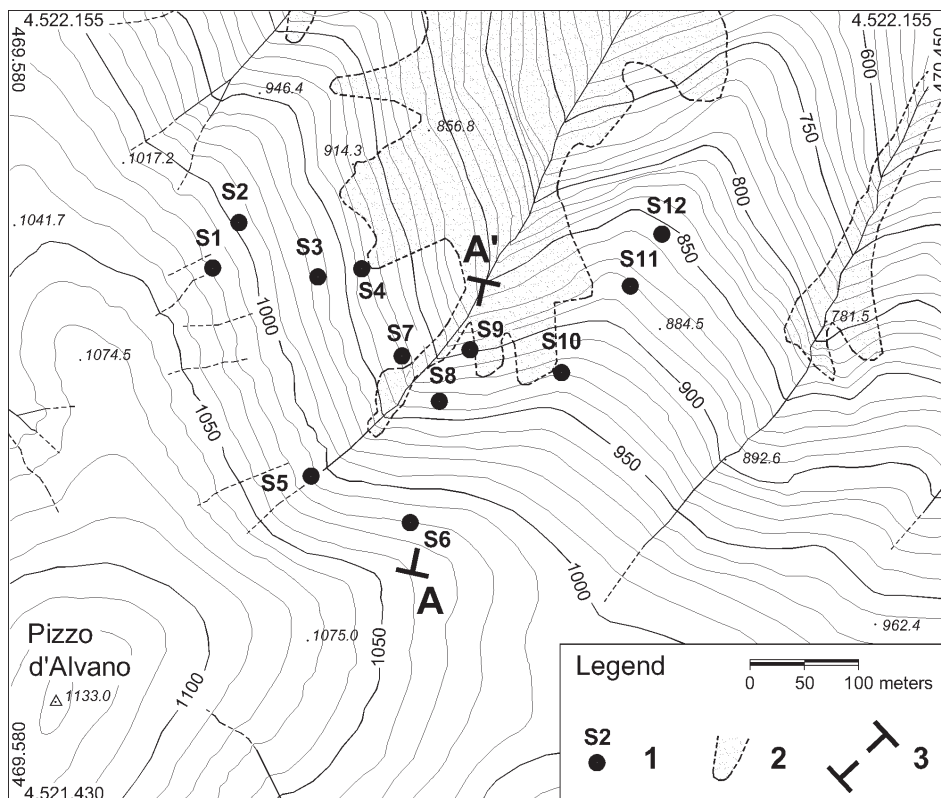 4.522.155
4.522.155
469.580
470.450
600
946.4
856.8
750
914.3
1017.2
800
S2
1041.7
S12
S1
S3
A'
850
S11
S4
1000
781.5
884.5
S7
S9
S10
1074.5
S8
900
1050
950
892.6
S5
S6
1000
A
962.4
Pizzo
d'Alvano
1075.0
1050
1133.0
1100
Legend
0 50 100 meters
S2
1 2 3
469.580
4.521.430